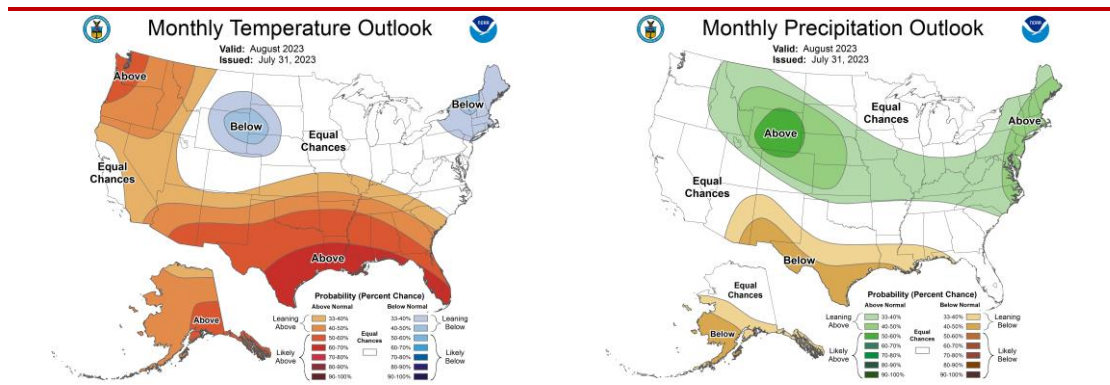 Monthly Temperature Outlook
Valid: August 2023
Issued: July 31, 2023
Above
Below
Below
Equal
Chances
Equal
Chances
Above
Above
Probability (Percent Chance)
Above Normal
Below Normal
Leaning
Above
Likely
Above
33-40%
40-50%
50-60%
60-70%
70-80%
80-90%
90-100%
Equal
Chances
33-40%
40-50%
50-60%
60-70%
70-80%
80-90%
90-100%
Leaning
Below
Likely
Below
Monthly Precipitation Outlook
Valid: August 2023
Issued: July 31, 2023
Above
Equal
Chances
Above
Equal
Chances
Below
Equal
Chances
Below
Probability (Percent Chance)
Above Normal
Below Normal
Leaning
Above
Likely
Above
33-40%
40-50%
50-60%
60-70%
70-80%
80-90%
90-100%
Equal
Chances
33-40%
40-50%
50-60%
60-70%
70-80%
80-90%
90-100%
Leaning
Below
Likely
Below